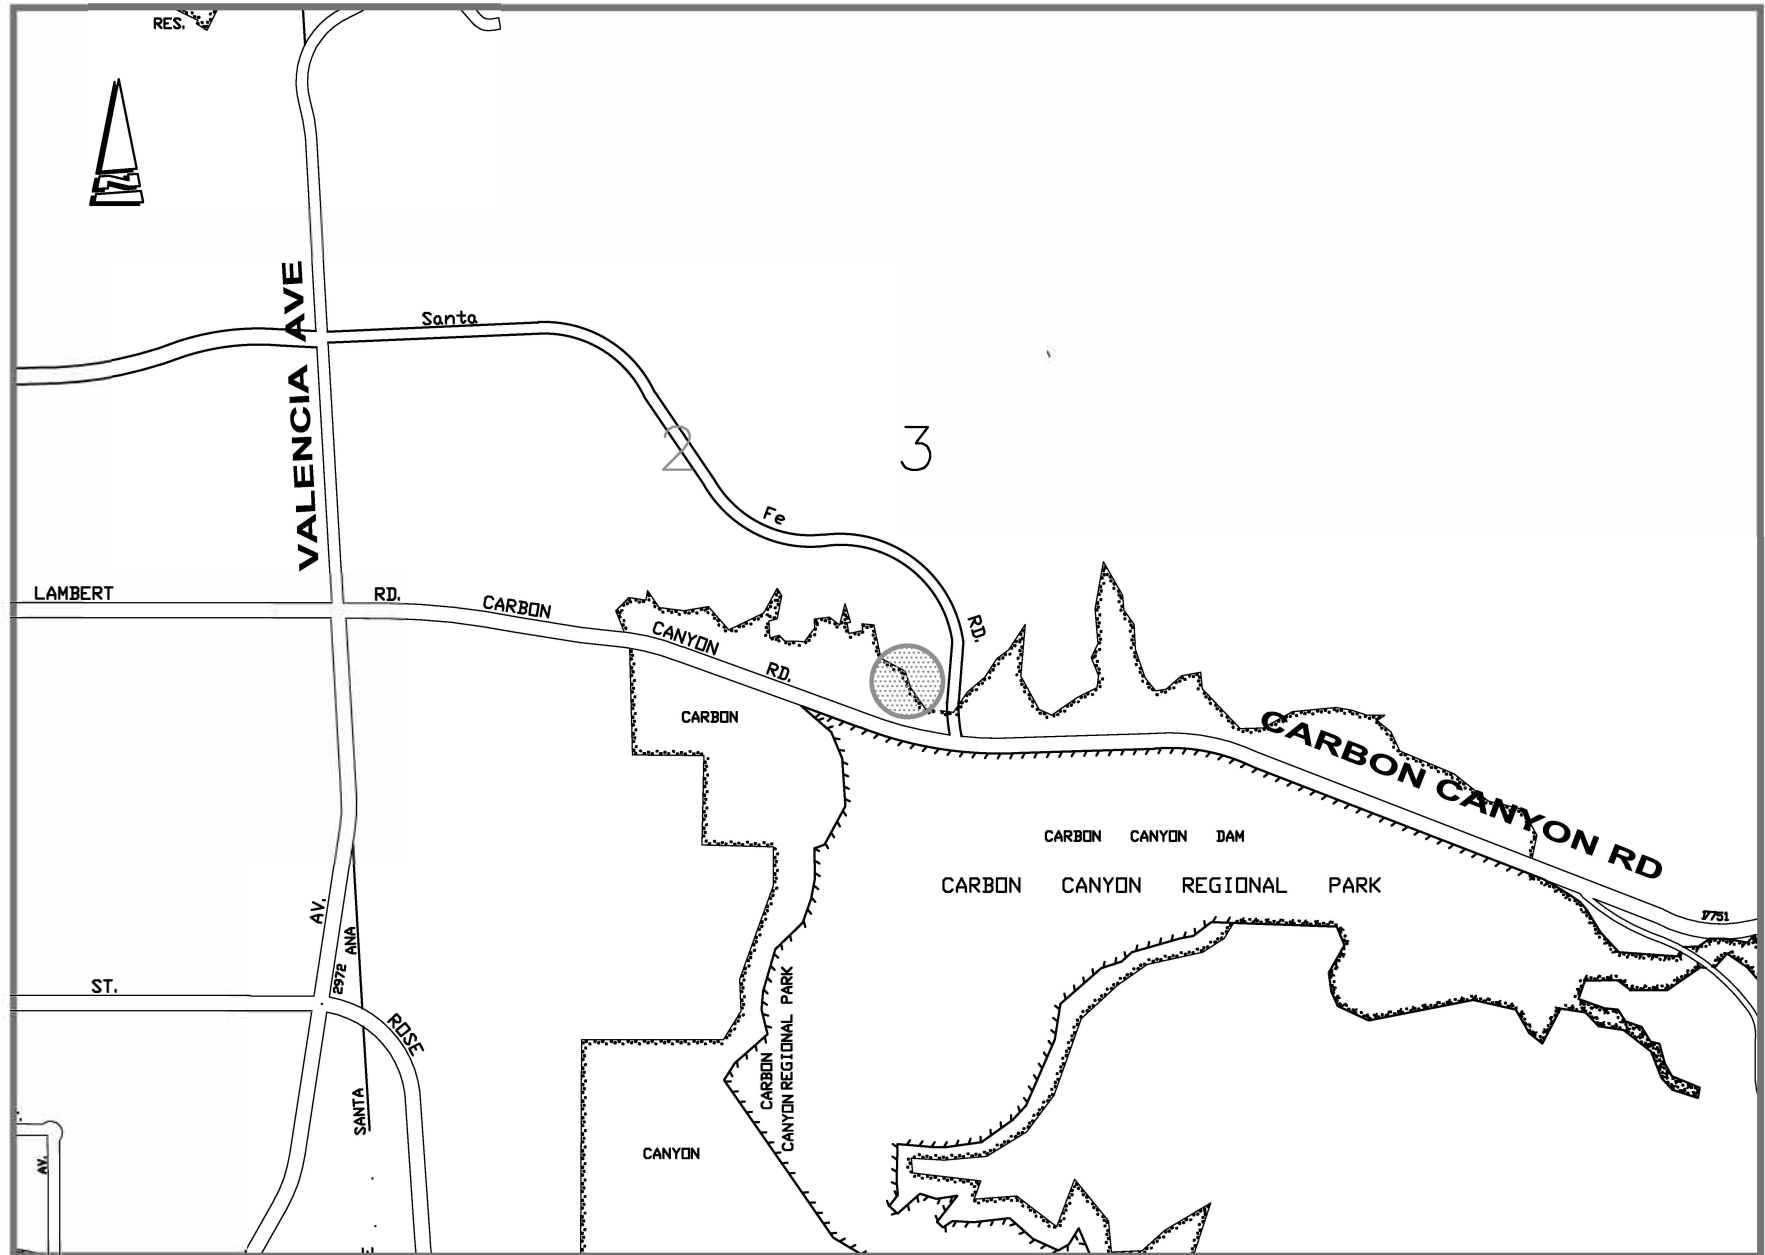 RES.
N
VALENCIA AVE
Santa
2
3
Fe
LAMBERT
RD.
CARBON
CANYON
RD.
RD.
CARBON
CARBON CANYON RD
CARBON CANYON DAM
CARBON CANYON REGIONAL PARK
AV.
ANA
2972
ST.
ROSE
SANTA
CARBON
CANYON REGIONAL PARK
CANYON
AV.